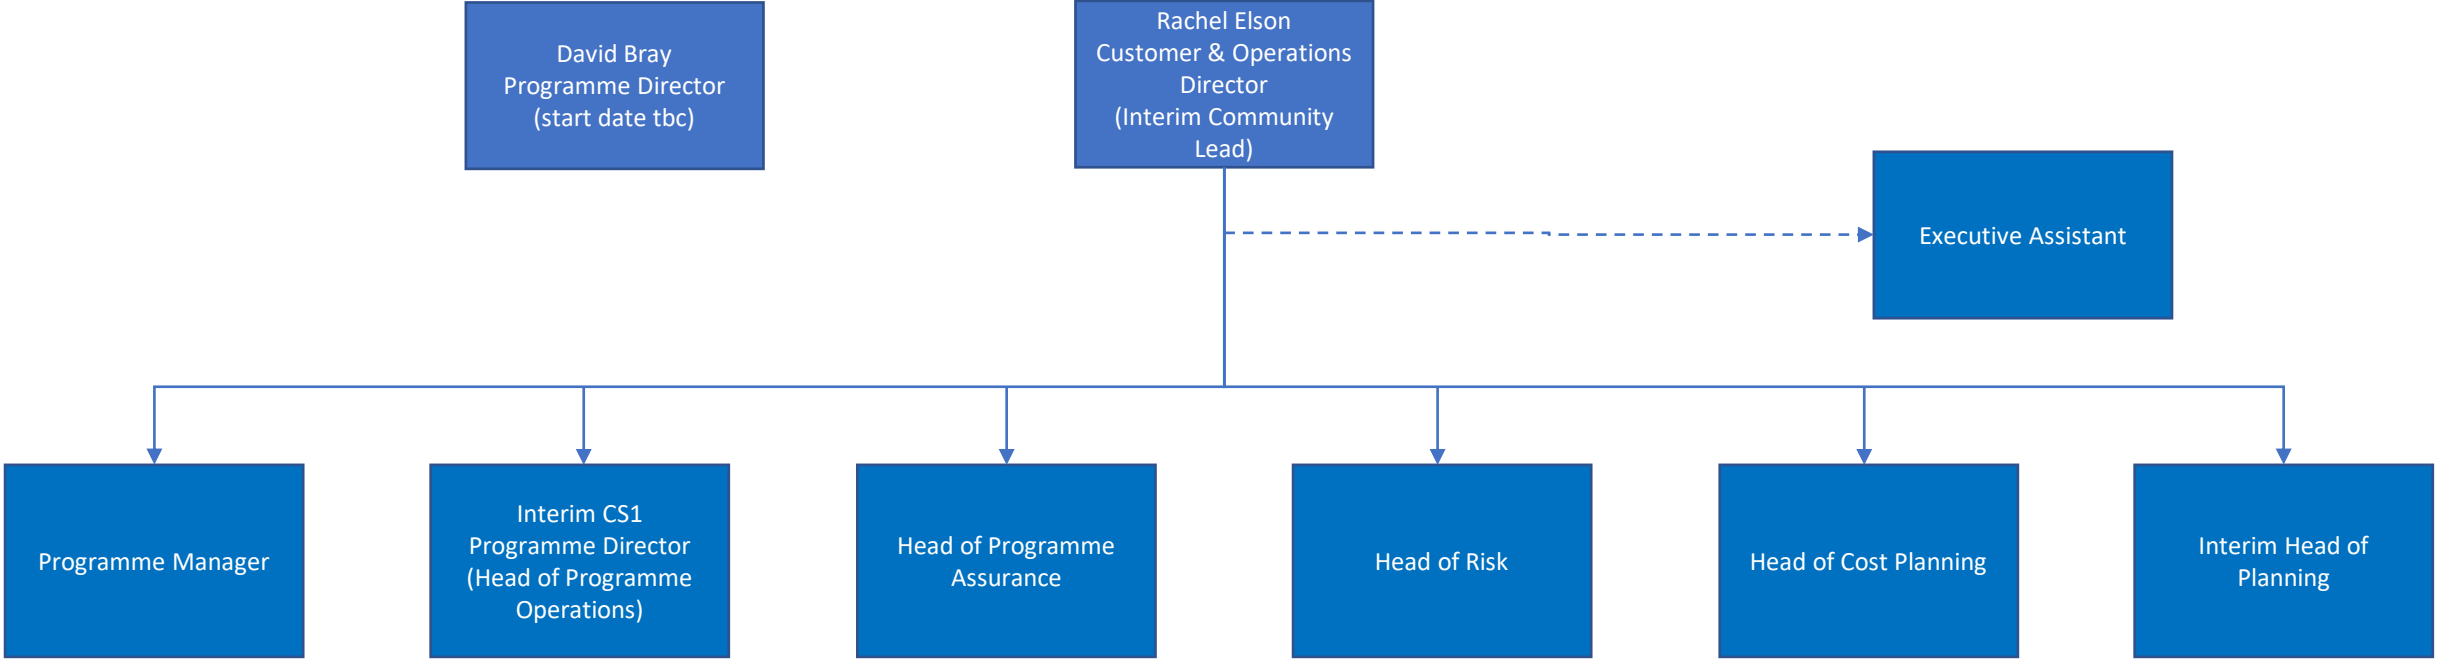 David Bray
Programme Director
(start date tbc)
Rachel Elson
Customer & Operations
Director
(Interim Community
Lead)
Executive Assistant
Programme Manager
Interim CS1
Programme Director
(Head of Programme
Operations)
Head of Programme
Assurance
Head of Risk
Head of Cost Planning
Interim Head of
Planning